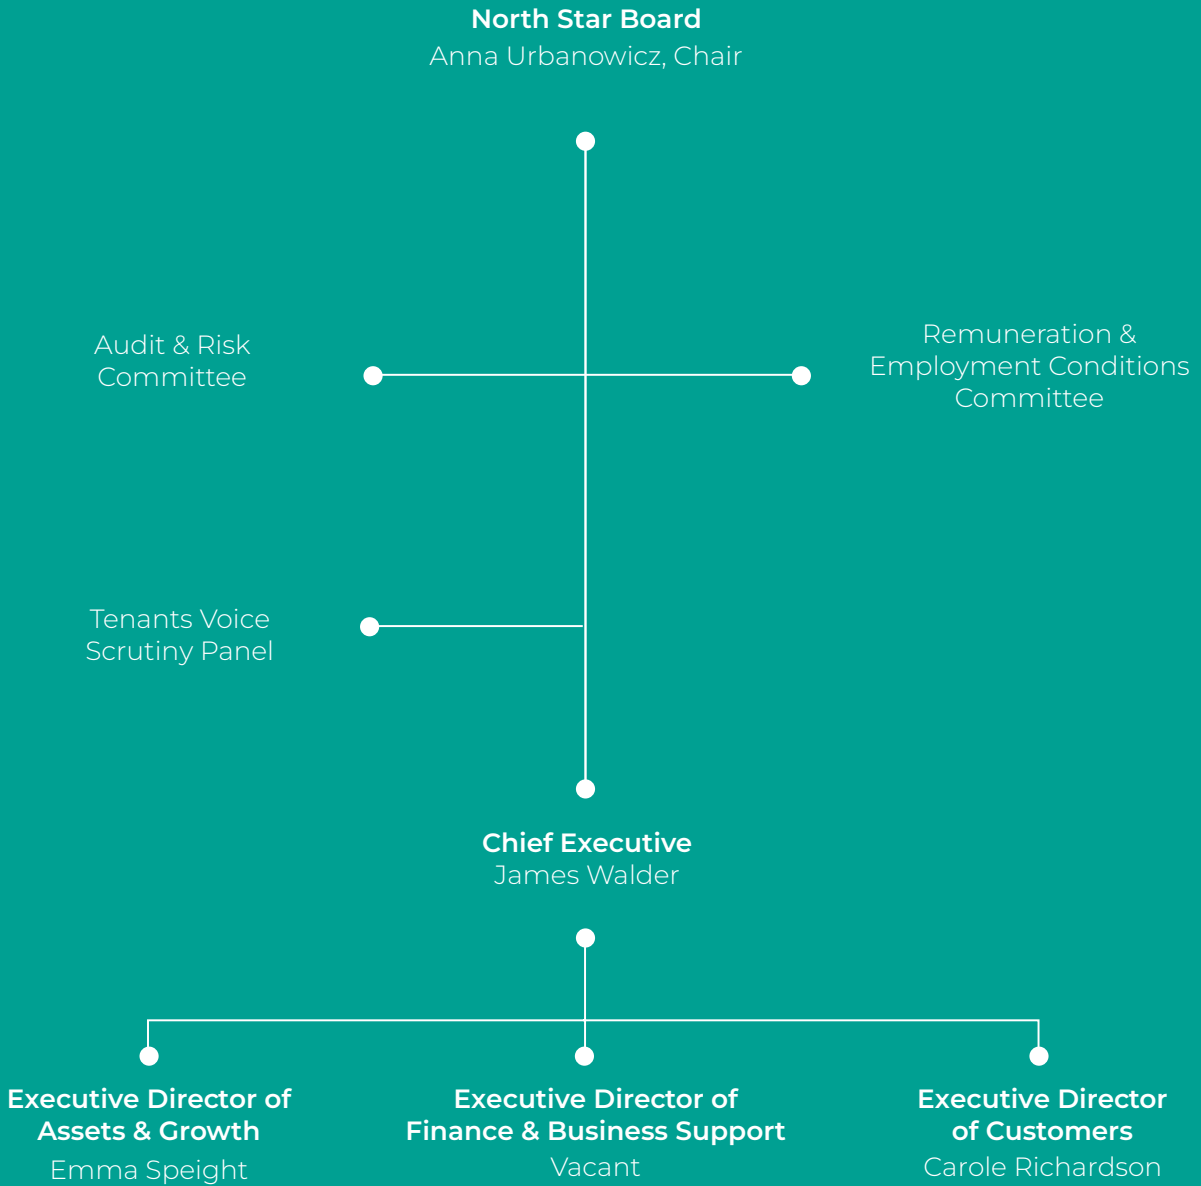 North Star Board
Anna Urbanowicz, Chair
Audit & Risk
Committee
Remuneration &
Employment Conditions
Committee
Tenants Voice
Scrutiny Panel
Chief Executive
James Walder
Executive Director of
Assets & Growth
Emma Speight
Executive Director of
Finance & Business Support
Vacant
Executive Director
of Customers
Carole Richardson